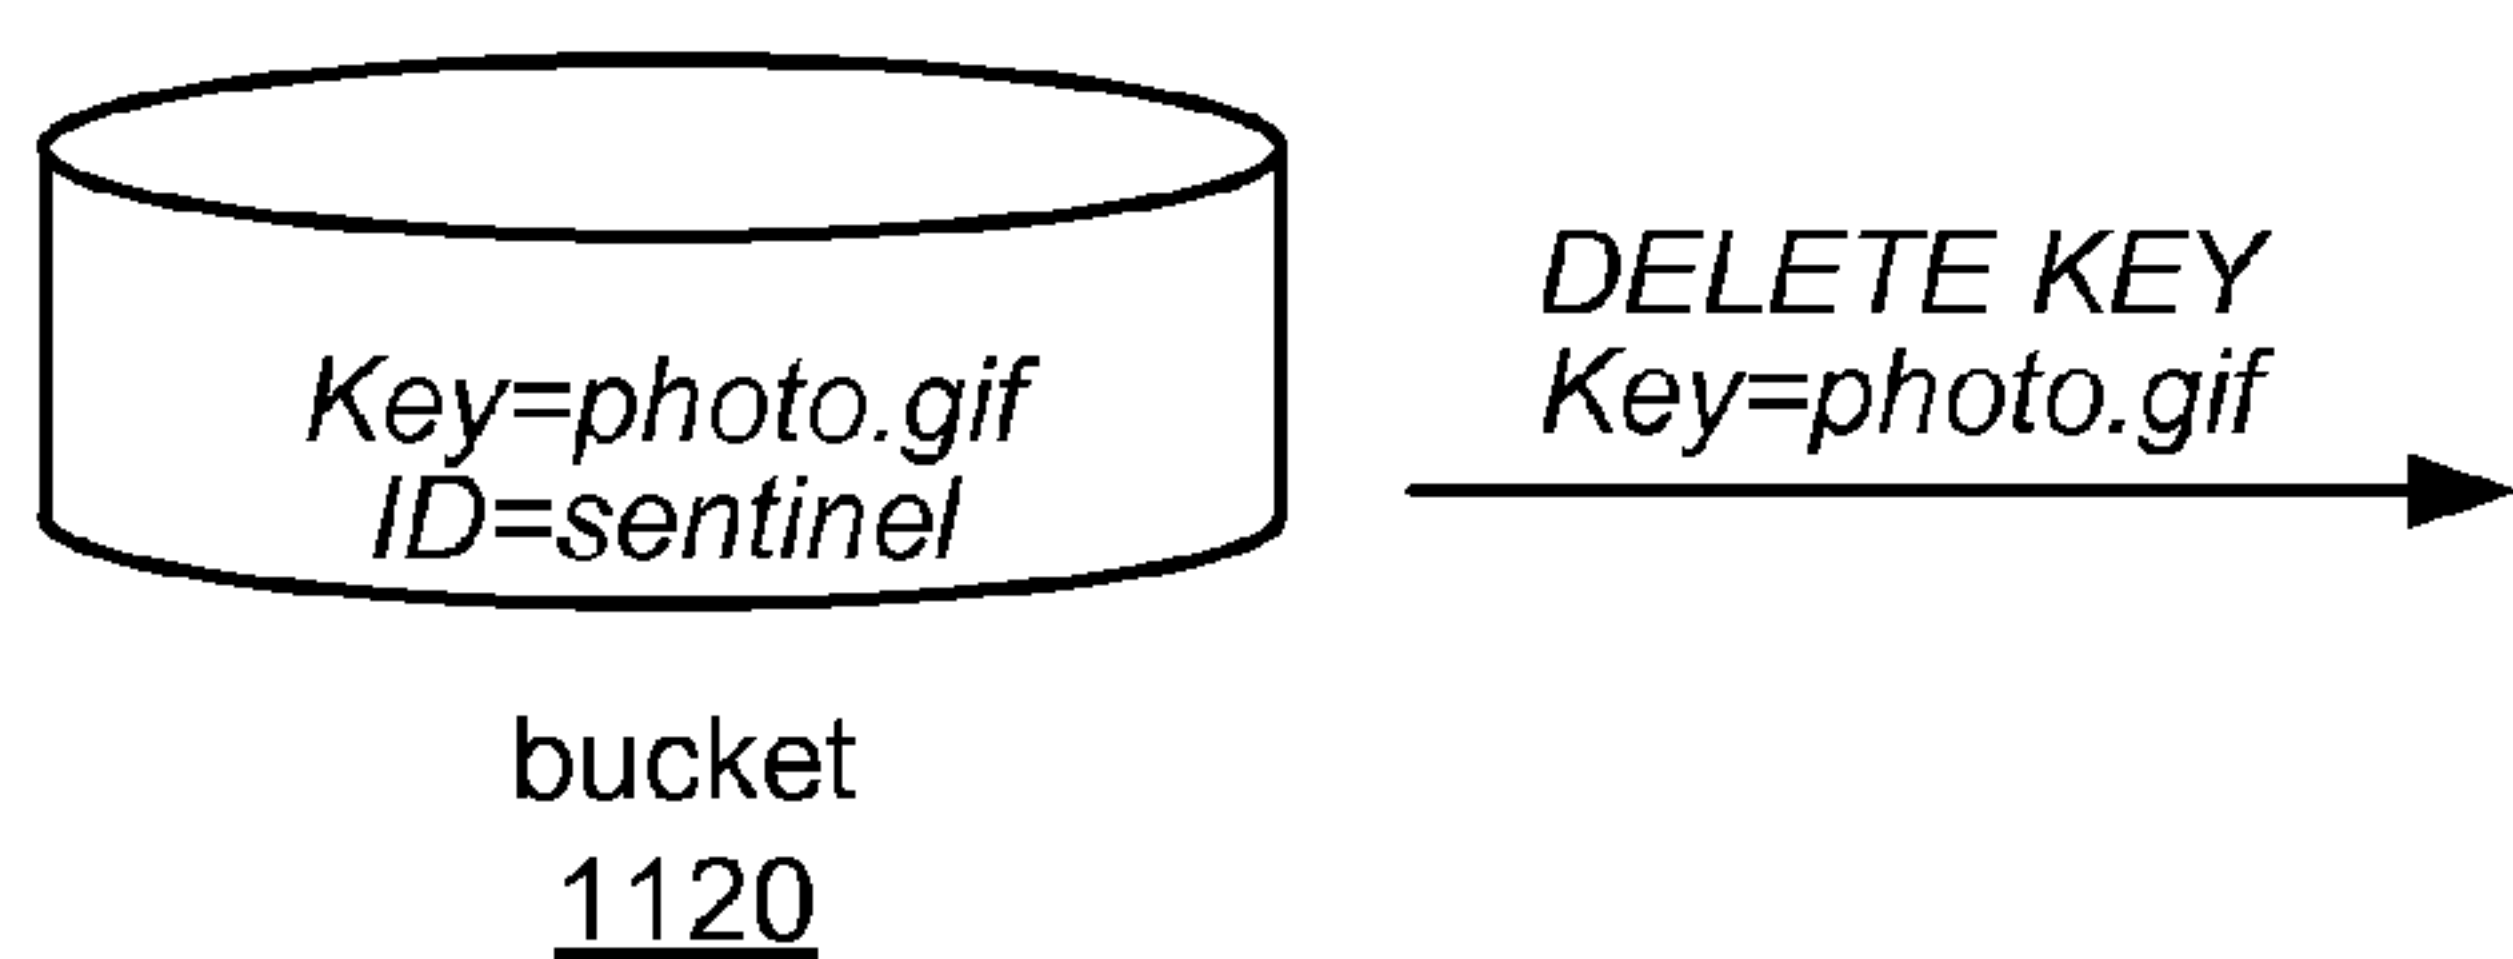 Key=photo.gif
ID=sentinel
bucket
1120
DELETE KEY
Key=photo.gif